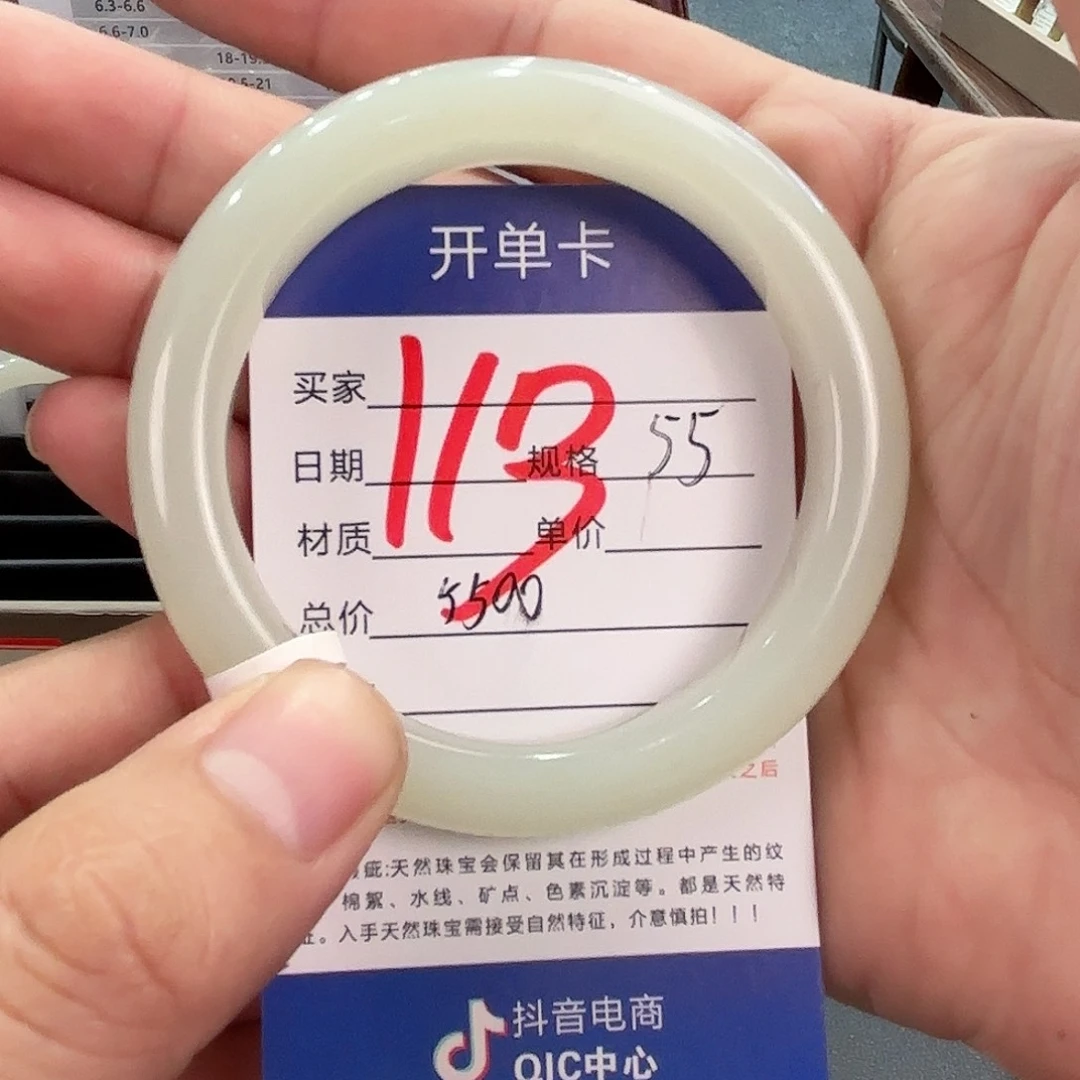 6.3-6.6
6.6-7.0
开单卡
113
买家
日期 规格 55
材质 单价
总价 5500
之后
疵:天然珠宝会保留其在形成过程中产生的纹
棉絮、水线、矿点、色素沉淀等。都是天然特
征。入手天然珠宝需接受自然特征，介意慎拍！！！
抖音电商
QIC中心